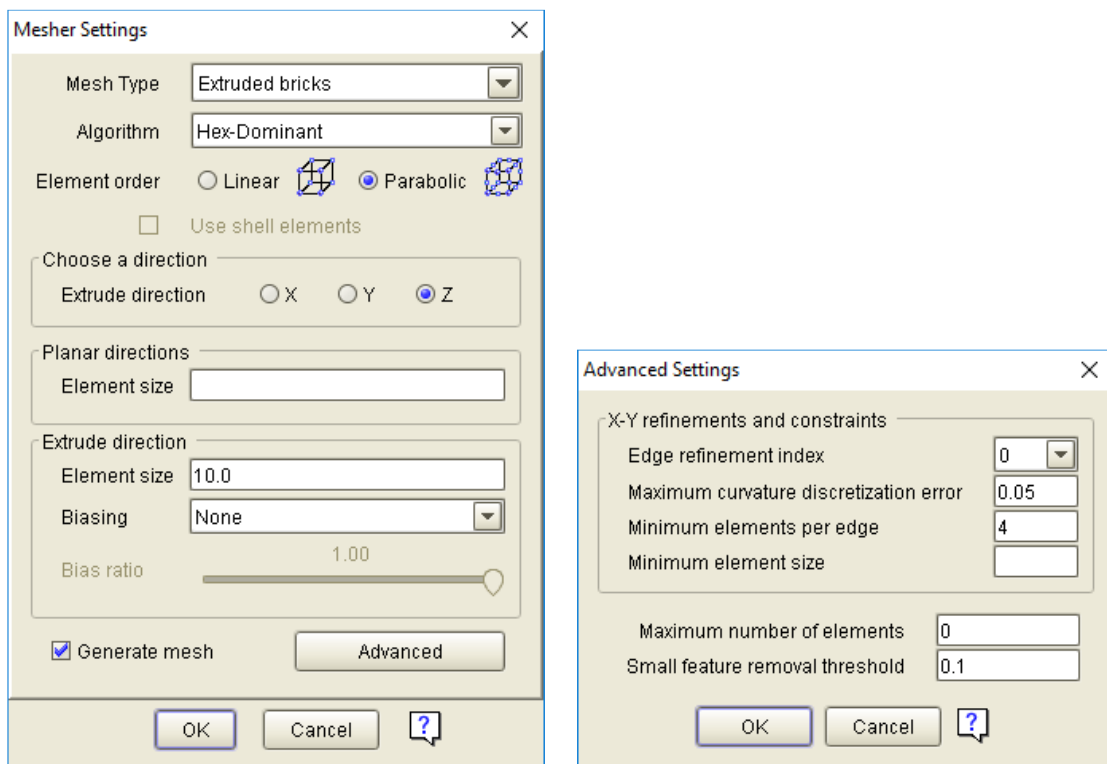 Mesher Settings
Mesh Type Extruded bricks
Algorithm Hex-Dominant
Element order Linear Parabolic
Use shell elements
Choose a direction
Extrude direction X Y Z
Planar directions
Element size
Extrude direction
Element size 10.0
Biasing None
1.00
Bias ratio
Generate mesh Advanced
OK Cancel ?
Advanced Settings
X-Y refinements and constraints
Edge refinement index 0
Maximum curvature discretization error 0.05
Minimum elements per edge 4
Minimum element size
Maximum number of elements 0
Small feature removal threshold 0.1
OK Cancel ?